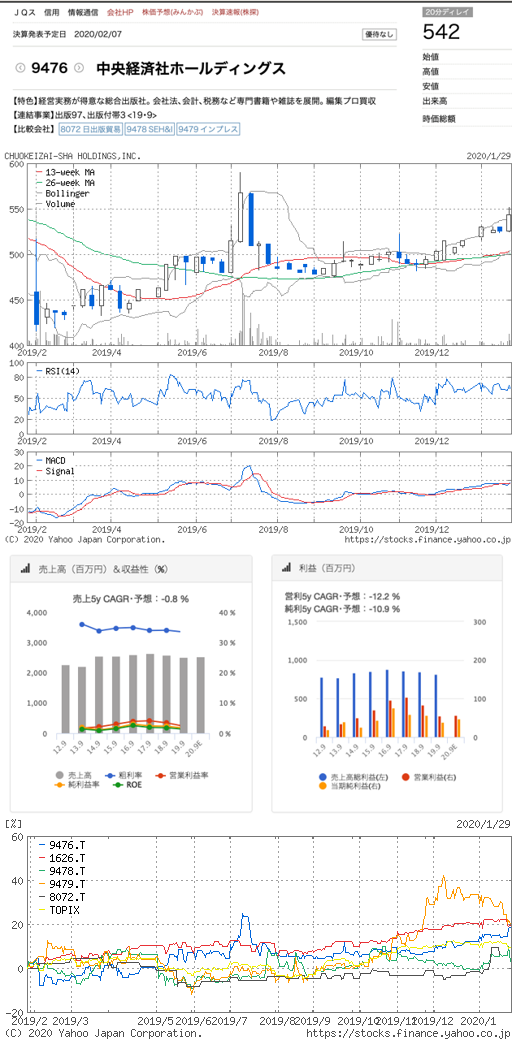 JQス 信用 情報通信 会社HP 株価予想(みんかぶ) 決算速報(株探)
20分ディレイ
決算発表予定日 2020/02/07
優待なし
542
9476 中央経済社ホールディングス
始値
高値
安値
出来高
時価総額
【特色】経営実務が得意な総合出版社。会社法、会計、税務など専門書籍や雑誌を展開。編集プロ買収
【連結事業】出版97、出版付帯3<19・9>
【比較会社】 8072 日出版貿易 9478 SEH&I 9479 インプレス
CHUOKEIZAI-SHA HOLDINGS,INC.
2020/1/29
600
550
500
450
400
13-week MA
26-week MA
Bollinger
Volume
2019/2 2019/4 2019/6 2019/8 2019/10 2019/12
100
75
50
25
0
RSI(14)
2019/2 2019/4 2019/6 2019/8 2019/10 2019/12
30
20
10
0
-10
-20
MACD
Signal
2019/2 2019/4 2019/6 2019/8 2019/10 2019/12
(C) 2020 Yahoo Japan Corporation.
https://stocks.finance.yahoo.co.jp/
売上高（百万円）＆収益性（%）
売上5y CAGR・予想：-0.8 %
4,000
3,000
2,000
1,000
0
40 %
30 %
20 %
10 %
0 %
12.9 13.9 14.9 15.9 16.9 17.9 18.9 19.9 20.9E
売上高 粗利率 営業利益率
純利益率 ROE
利益（百万円）
営利5y CAGR・予想：-12.2 %
純利5y CAGR・予想：-10.9 %
1,500
1,000
500
0
300
200
100
0
12.9 13.9 14.9 15.9 16.9 17.9 18.9 19.9 20.9E
売上高総利益(左) 営業利益(右)
当期純利益(右)
[%]
2020/1/29
60
40
20
0
-20
9476.T
1626.T
9478.T
9479.T
8072.T
TOPIX
2019/2 2019/3 2019/5 2019/6 2019/7 2019/8 2019/9 2019/10 2019/11 2019/12 2020/1
(C) 2020 Yahoo Japan Corporation.
https://stocks.finance.yahoo.co.jp/